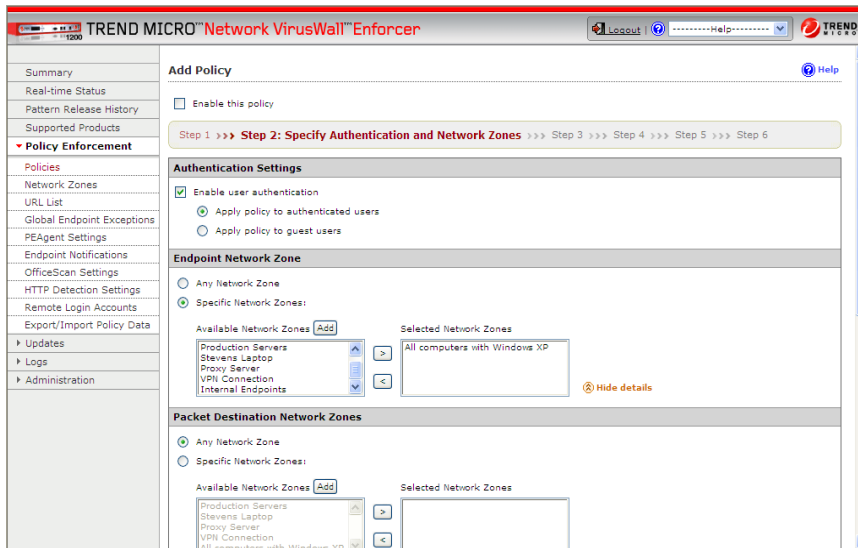 1200 TREND MICRO™ Network VirusWall™ Enforcer
Logout | ---------Help---------
TREND MICRO
Summary
Real-time Status
Pattern Release History
Supported Products
Policy Enforcement
Policies
Network Zones
URL List
Global Endpoint Exceptions
PEAgent Settings
Endpoint Notifications
OfficeScan Settings
HTTP Detection Settings
Remote Login Accounts
Export/Import Policy Data
Updates
Logs
Administration
Add Policy
Help
Enable this policy
Step 1 >>> Step 2: Specify Authentication and Network Zones >>> Step 3 >>> Step 4 >>> Step 5 >>> Step 6
Authentication Settings
Enable user authentication
Apply policy to authenticated users
Apply policy to guest users
Endpoint Network Zone
Any Network Zone
Specific Network Zones:
Available Network Zones Add Selected Network Zones
Production Servers
Stevens Laptop
Proxy Server
VPN Connection
Internal Endpoints
>
<
All computers with Windows XP
Hide details
Packet Destination Network Zones
Any Network Zone
Specific Network Zones:
Available Network Zones Add Selected Network Zones
Production Servers
Stevens Laptop
Proxy Server
VPN Connection
All computers with Windows XP
>
<